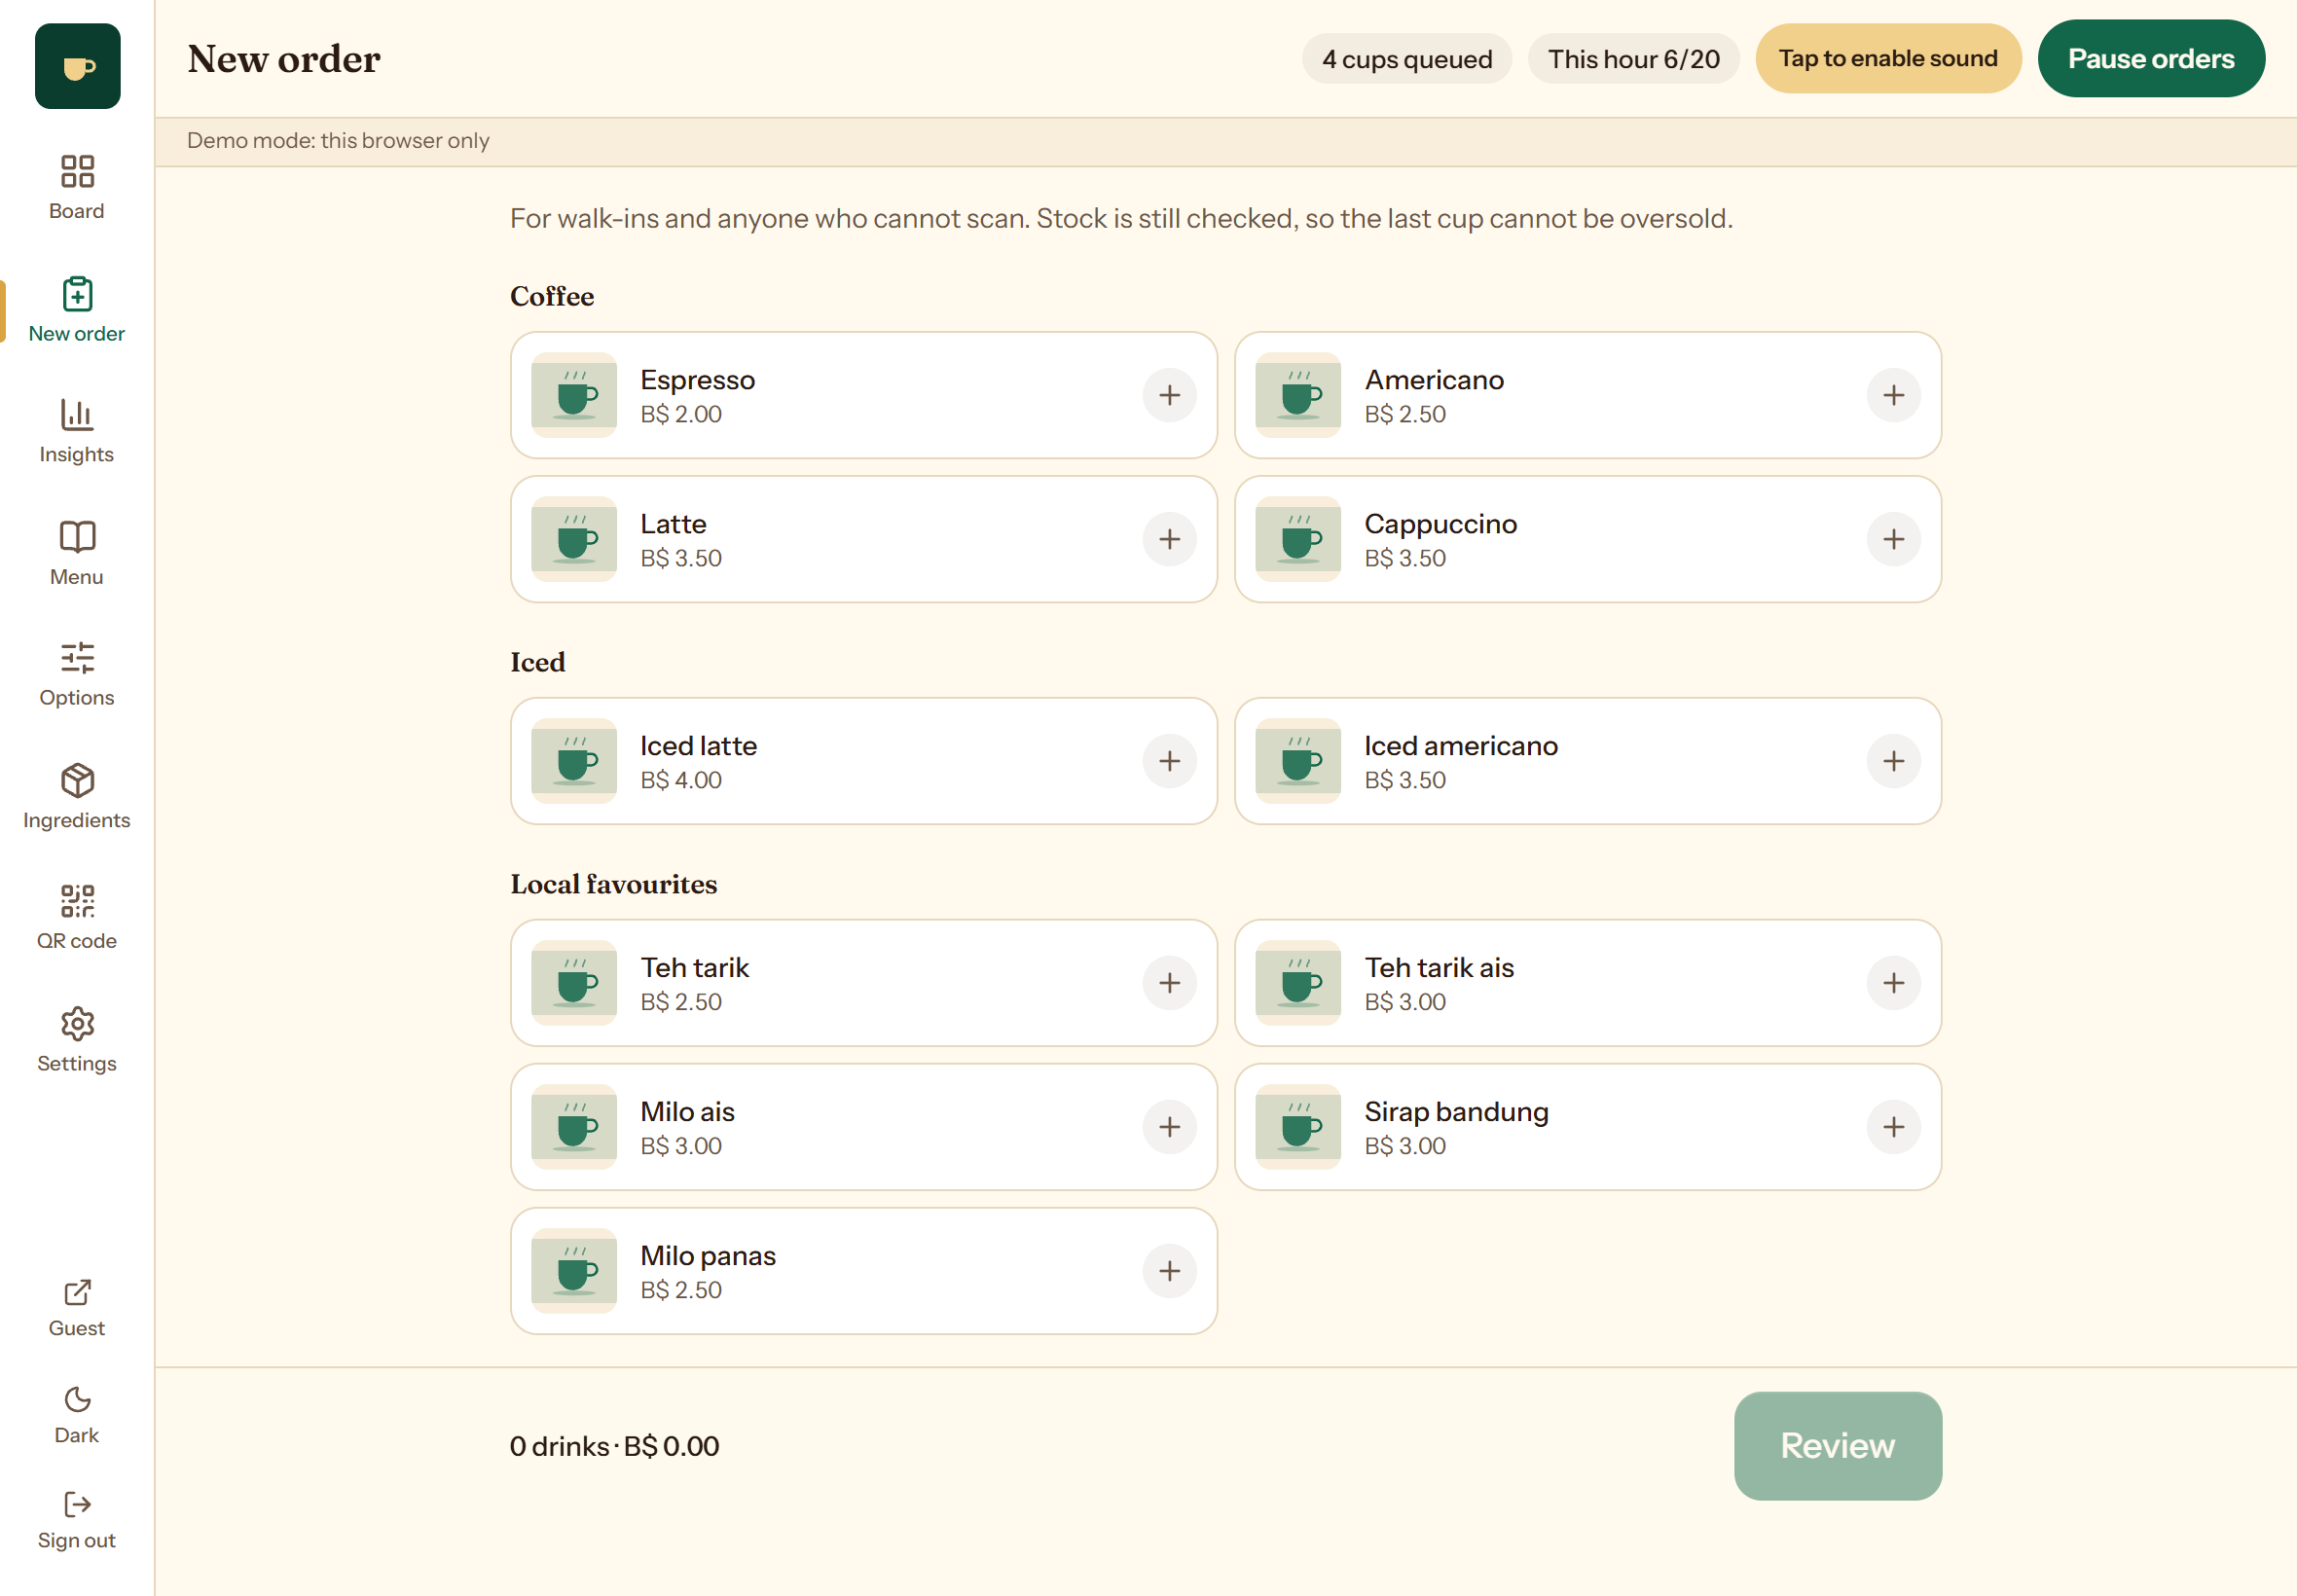 New order
4 cups queued
This hour 6/20
Tap to enable sound
Pause orders
Demo mode: this browser only
Board
New order
Insights
Menu
Options
Ingredients
QR code
Settings
Guest
Dark
Sign out
For walk-ins and anyone who cannot scan. Stock is still checked, so the last cup cannot be oversold.
Coffee
Espresso
B$ 2.00
Americano
B$ 2.50
Latte
B$ 3.50
Cappuccino
B$ 3.50
Iced
Iced latte
B$ 4.00
Iced americano
B$ 3.50
Local favourites
Teh tarik
B$ 2.50
Teh tarik ais
B$ 3.00
Milo ais
B$ 3.00
Sirap bandung
B$ 3.00
Milo panas
B$ 2.50
0 drinks · B$ 0.00
Review